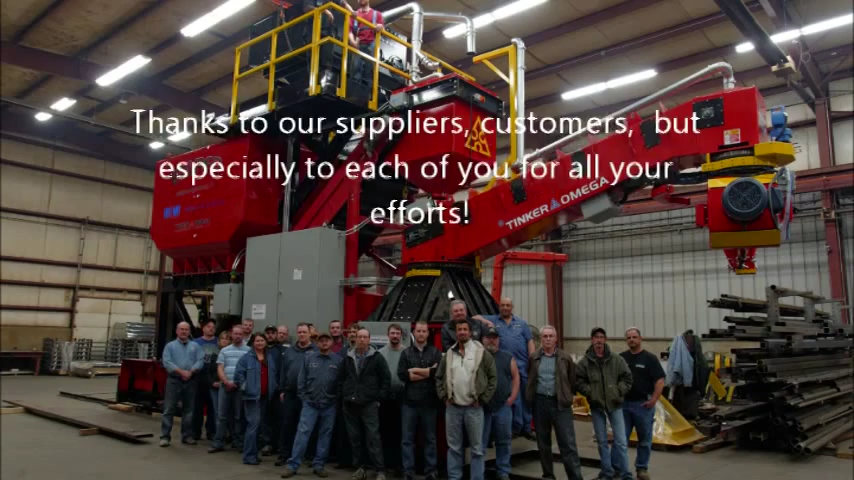 Thanks to our suppliers, customers,  but
especially to each of you for all your
efforts!
TINKER OMEGA